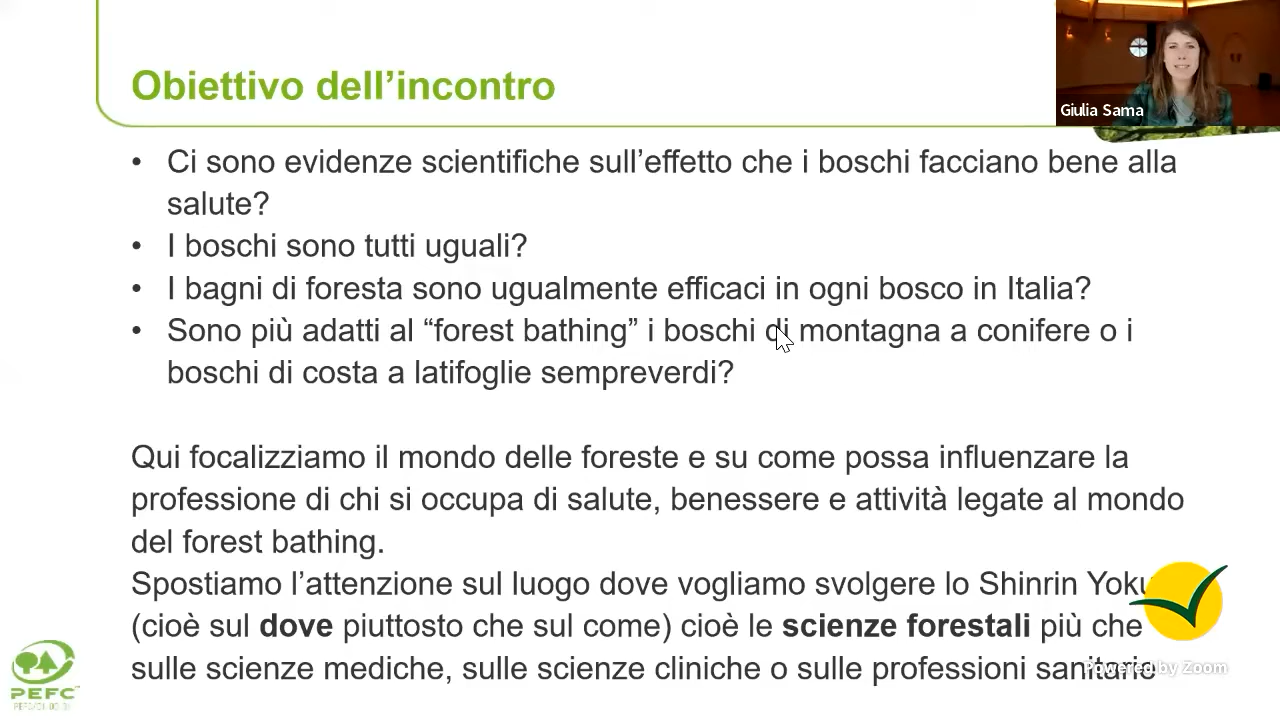 Obiettivo dell’incontro
Giulia Sama
• Ci sono evidenze scientifiche sull’effetto che i boschi facciano bene alla
salute?
• I boschi sono tutti uguali?
• I bagni di foresta sono ugualmente efficaci in ogni bosco in Italia?
• Sono più adatti al “forest bathing” i boschi di montagna a conifere o i
boschi di costa a latifoglie sempreverdi?
Qui focalizziamo il mondo delle foreste e su come possa influenzare la
professione di chi si occupa di salute, benessere e attività legate al mondo
del forest bathing.
Spostiamo l’attenzione sul luogo dove vogliamo svolgere lo Shinrin Yoku
(cioè sul dove piuttosto che sul come) cioè le scienze forestali più che
sulle scienze mediche, sulle scienze cliniche o sulle professioni sanitarie
Powered by Zoom
PEFC